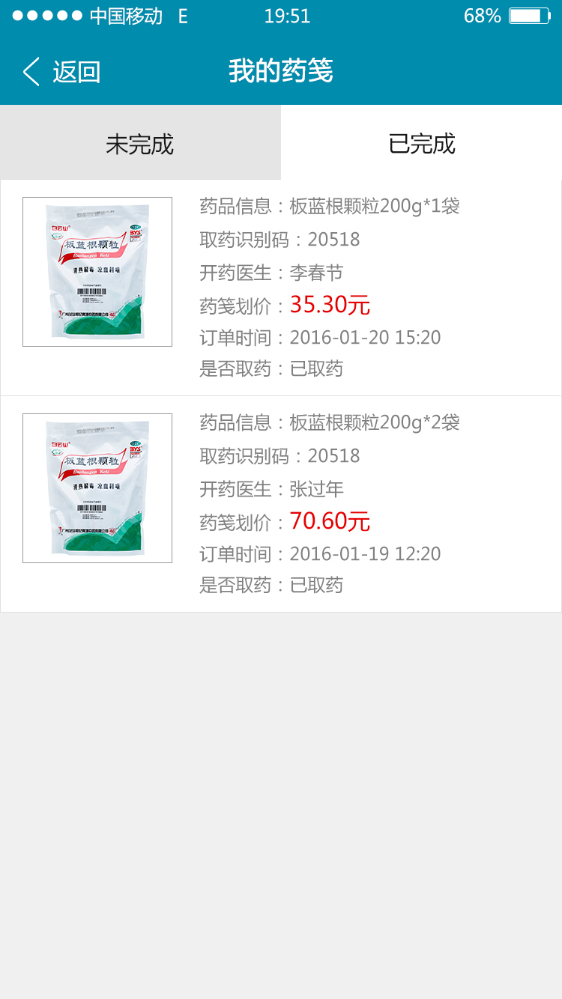 中国移动 E 19:51 68%
返回 我的药笺
未完成 已完成
药品信息：板蓝根颗粒200g*1袋
取药识别码：20518
开药医生：李春节
药笺划价：35.30元
订单时间：2016-01-20 15:20
是否取药：已取药
白云山
BYS
板蓝根颗粒
Banlangen Keli
清热解毒 凉血利咽
药品信息：板蓝根颗粒200g*2袋
取药识别码：20518
开药医生：张过年
药笺划价：70.60元
订单时间：2016-01-19 12:20
是否取药：已取药
白云山
BYS
板蓝根颗粒
Banlangen Keli
清热解毒 凉血利咽